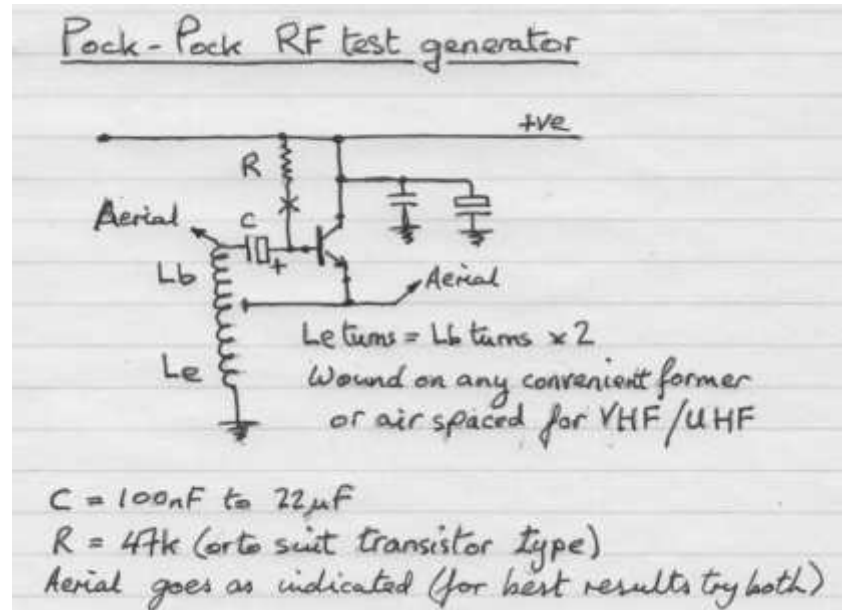 Pock-Pock RF test generator
+ve
R
Aerial
C
+
Lb
Aerial
Le turns = Lb turns x 2
Le
Wound on any convenient former
or air spaced for VHF/UHF
C = 100nF to 22µF
R = 47k (or to suit transistor type)
Aerial goes as indicated (for best results try both)